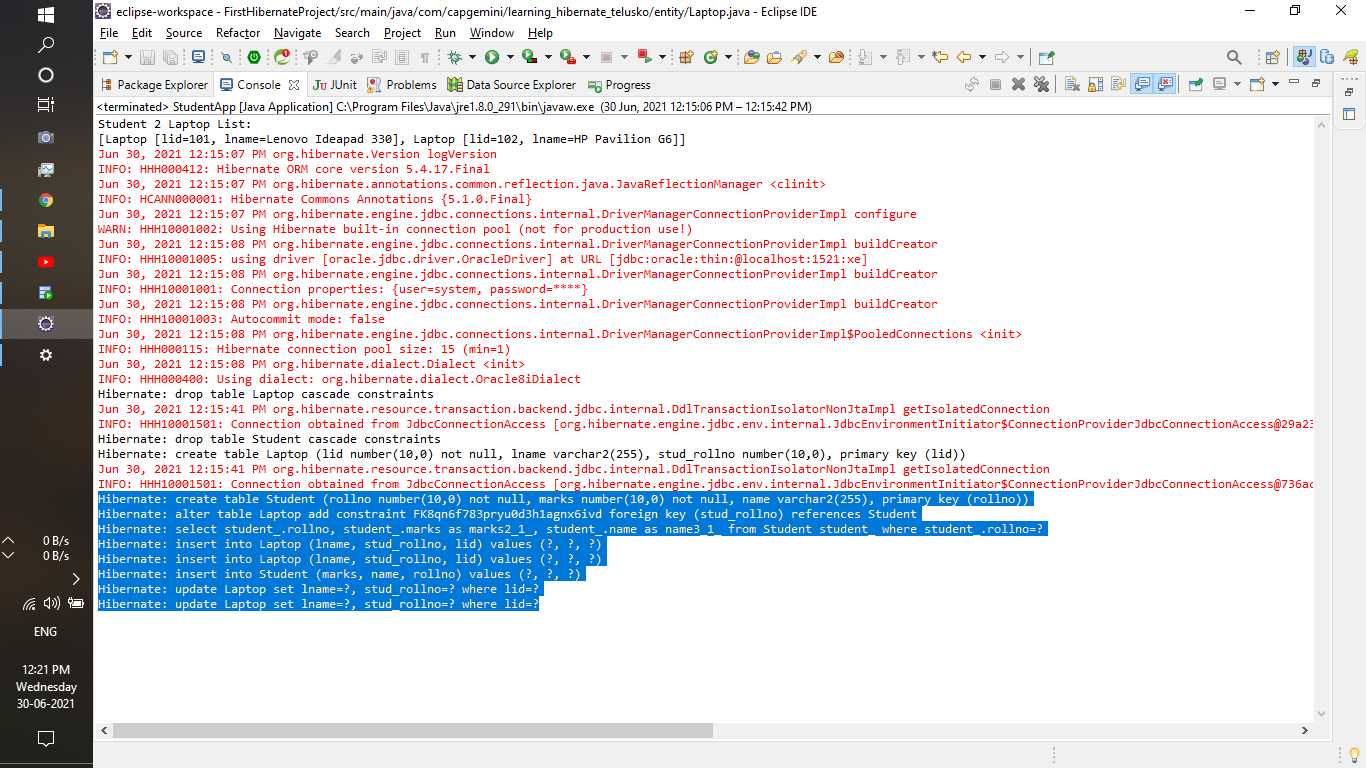 eclipse-workspace - FirstHibernateProject/src/main/java/com/capgemini/learning_hibernate_telusko/entity/Laptop.java - Eclipse IDE
File Edit Source Refactor Navigate Search Project Run Window Help
Package Explorer Console JUnit Problems Data Source Explorer Progress
<terminated> StudentApp [Java Application] C:\Program Files\Java\jre1.8.0_291\bin\javaw.exe (30 Jun, 2021 12:15:06 PM – 12:15:42 PM)
Student 2 Laptop List:
[Laptop [lid=101, lname=Lenovo Ideapad 330], Laptop [lid=102, lname=HP Pavilion G6]]
Jun 30, 2021 12:15:07 PM org.hibernate.Version logVersion
INFO: HHH000412: Hibernate ORM core version 5.4.17.Final
Jun 30, 2021 12:15:07 PM org.hibernate.annotations.common.reflection.java.JavaReflectionManager <clinit>
INFO: HCANN000001: Hibernate Commons Annotations {5.1.0.Final}
Jun 30, 2021 12:15:07 PM org.hibernate.engine.jdbc.connections.internal.DriverManagerConnectionProviderImpl configure
WARN: HHH10001002: Using Hibernate built-in connection pool (not for production use!)
Jun 30, 2021 12:15:08 PM org.hibernate.engine.jdbc.connections.internal.DriverManagerConnectionProviderImpl buildCreator
INFO: HHH10001005: using driver [oracle.jdbc.driver.OracleDriver] at URL [jdbc:oracle:thin:@localhost:1521:xe]
Jun 30, 2021 12:15:08 PM org.hibernate.engine.jdbc.connections.internal.DriverManagerConnectionProviderImpl buildCreator
INFO: HHH10001001: Connection properties: {user=system, password=****}
Jun 30, 2021 12:15:08 PM org.hibernate.engine.jdbc.connections.internal.DriverManagerConnectionProviderImpl buildCreator
INFO: HHH10001003: Autocommit mode: false
Jun 30, 2021 12:15:08 PM org.hibernate.engine.jdbc.connections.internal.DriverManagerConnectionProviderImpl$PooledConnections <init>
INFO: HHH000115: Hibernate connection pool size: 15 (min=1)
Jun 30, 2021 12:15:08 PM org.hibernate.dialect.Dialect <init>
INFO: HHH000400: Using dialect: org.hibernate.dialect.Oracle8iDialect
Hibernate: drop table Laptop cascade constraints
Jun 30, 2021 12:15:41 PM org.hibernate.resource.transaction.backend.jdbc.internal.DdlTransactionIsolatorNonJtaImpl getIsolatedConnection
INFO: HHH10001501: Connection obtained from JdbcConnectionAccess [org.hibernate.engine.jdbc.env.internal.JdbcEnvironmentInitiator$ConnectionProviderJdbcConnectionAccess@29a23
Hibernate: drop table Student cascade constraints
Hibernate: create table Laptop (lid number(10,0) not null, lname varchar2(255), stud_rollno number(10,0), primary key (lid))
Jun 30, 2021 12:15:41 PM org.hibernate.resource.transaction.backend.jdbc.internal.DdlTransactionIsolatorNonJtaImpl getIsolatedConnection
INFO: HHH10001501: Connection obtained from JdbcConnectionAccess [org.hibernate.engine.jdbc.env.internal.JdbcEnvironmentInitiator$ConnectionProviderJdbcConnectionAccess@736ac
Hibernate: create table Student (rollno number(10,0) not null, marks number(10,0) not null, name varchar2(255), primary key (rollno))
Hibernate: alter table Laptop add constraint FK8qn6f783pryu0d3h1agnx6ivd foreign key (stud_rollno) references Student
Hibernate: select student_.rollno, student_.marks as marks2_1_, student_.name as name3_1_ from Student student_ where student_.rollno=?
Hibernate: insert into Laptop (lname, stud_rollno, lid) values (?, ?, ?)
Hibernate: insert into Laptop (lname, stud_rollno, lid) values (?, ?, ?)
Hibernate: insert into Student (marks, name, rollno) values (?, ?, ?)
Hibernate: update Laptop set lname=?, stud_rollno=? where lid=?
Hibernate: update Laptop set lname=?, stud_rollno=? where lid=?
0 B/s
0 B/s
ENG
12:21 PM
Wednesday
30-06-2021